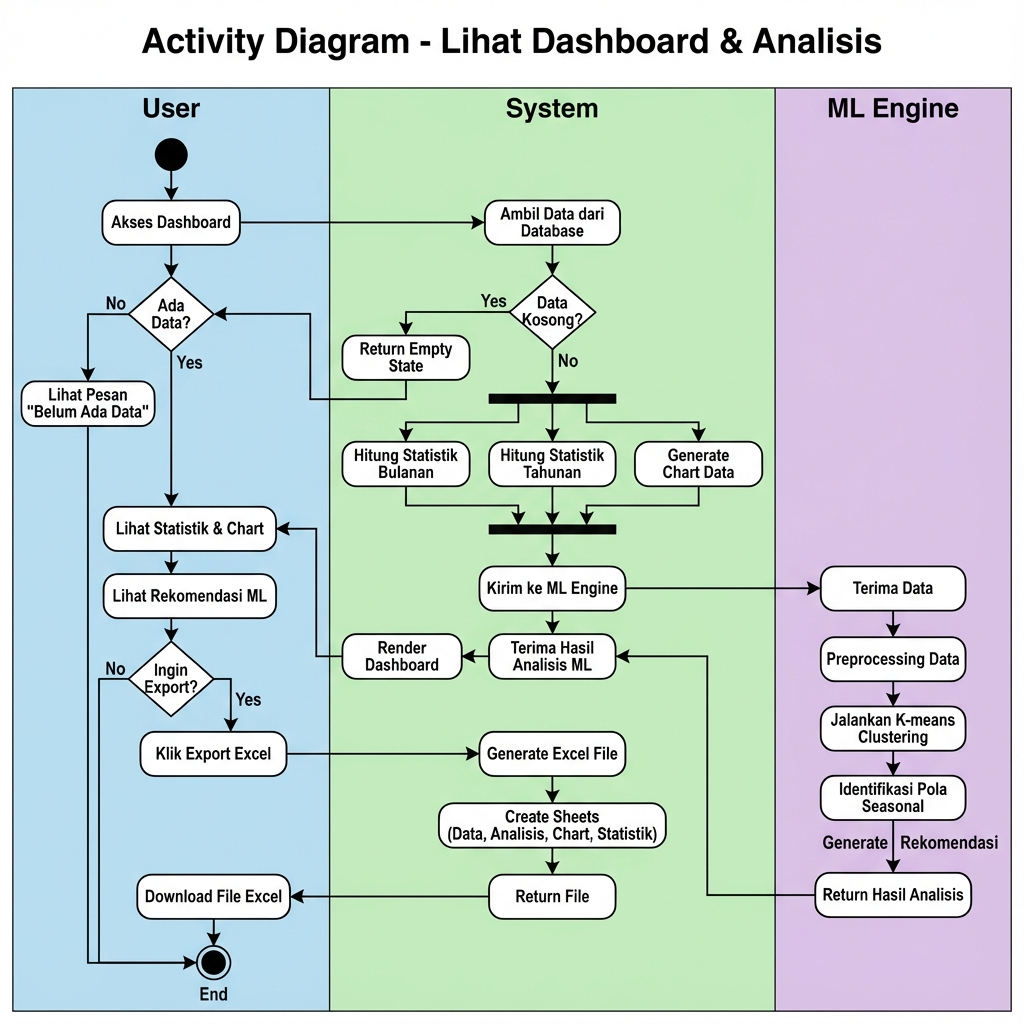 Activity Diagram - Lihat Dashboard & Analisis
User
System
ML Engine
Akses Dashboard
Ambil Data dari
Database
No
Ada
Data?
Yes
Yes
Data
Kosong?
No
Return Empty
State
Lihat Pesan
"Belum Ada Data"
Hitung Statistik
Bulanan
Hitung Statistik
Tahunan
Generate
Chart Data
Lihat Statistik & Chart
Kirim ke ML Engine
Terima Data
Lihat Rekomendasi ML
Render
Dashboard
Terima Hasil
Analisis ML
Preprocessing Data
No
Ingin
Export?
Yes
Jalankan K-means
Clustering
Klik Export Excel
Generate Excel File
Identifikasi Pola
Seasonal
Create Sheets
(Data, Analisis, Chart, Statistik)
Generate Rekomendasi
Download File Excel
Return File
Return Hasil Analisis
End